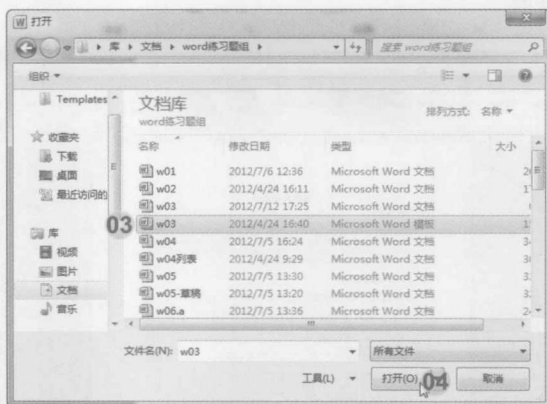 打开
库 ▸ 文档 ▸ word练习题组 ▸
搜索 word练习题组
组织
Templates
收藏夹
下载
桌面
最近访问的
库
视频
图片
文档
音乐
文档库
word练习题组
排列方式: 名称
名称 修改日期 类型 大小
w01 2012/7/6 12:36 Microsoft Word 文档
w02 2012/4/24 16:11 Microsoft Word 文档
w03 2012/7/12 17:25 Microsoft Word 文档
03 w03 2012/4/24 16:40 Microsoft Word 模板
w04 2012/7/5 16:24 Microsoft Word 文档
w04列表 2012/4/24 9:29 Microsoft Word 文档
w05 2012/7/5 13:30 Microsoft Word 文档
w05-草稿 2012/7/5 13:20 Microsoft Word 文档
w06.a 2012/7/5 13:36 Microsoft Word 文档
文件名(N): w03 所有文件
工具(L) 打开(O) 04 取消